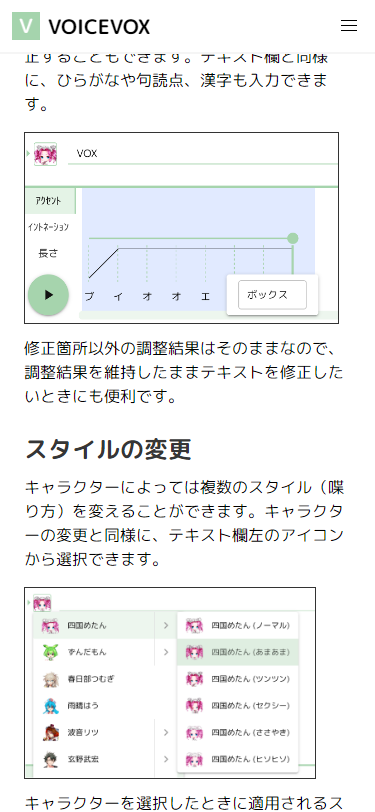 VOICEVOX
正することもできます。テキスト欄と同様
に、ひらがなや句読点、漢字も入力できま
す。
VOX
アクセント
イントネーション
長さ
ブ イ オ オ エ
ボックス
修正箇所以外の調整結果はそのままなので、
調整結果を維持したままテキストを修正した
いときにも便利です。
スタイルの変更
キャラクターによっては複数のスタイル（喋
り方）を変えることができます。キャラクタ
ーの変更と同様に、テキスト欄左のアイコン
から選択できます。
四国めたん
四国めたん (ノーマル)
ずんだもん
四国めたん (あまあま)
春日部つむぎ
四国めたん (ツンツン)
雨晴はう
四国めたん (セクシー)
波音リツ
四国めたん (ささやき)
玄野武宏
四国めたん (ヒソヒソ)
キャラクターを選択したときに適用されるス